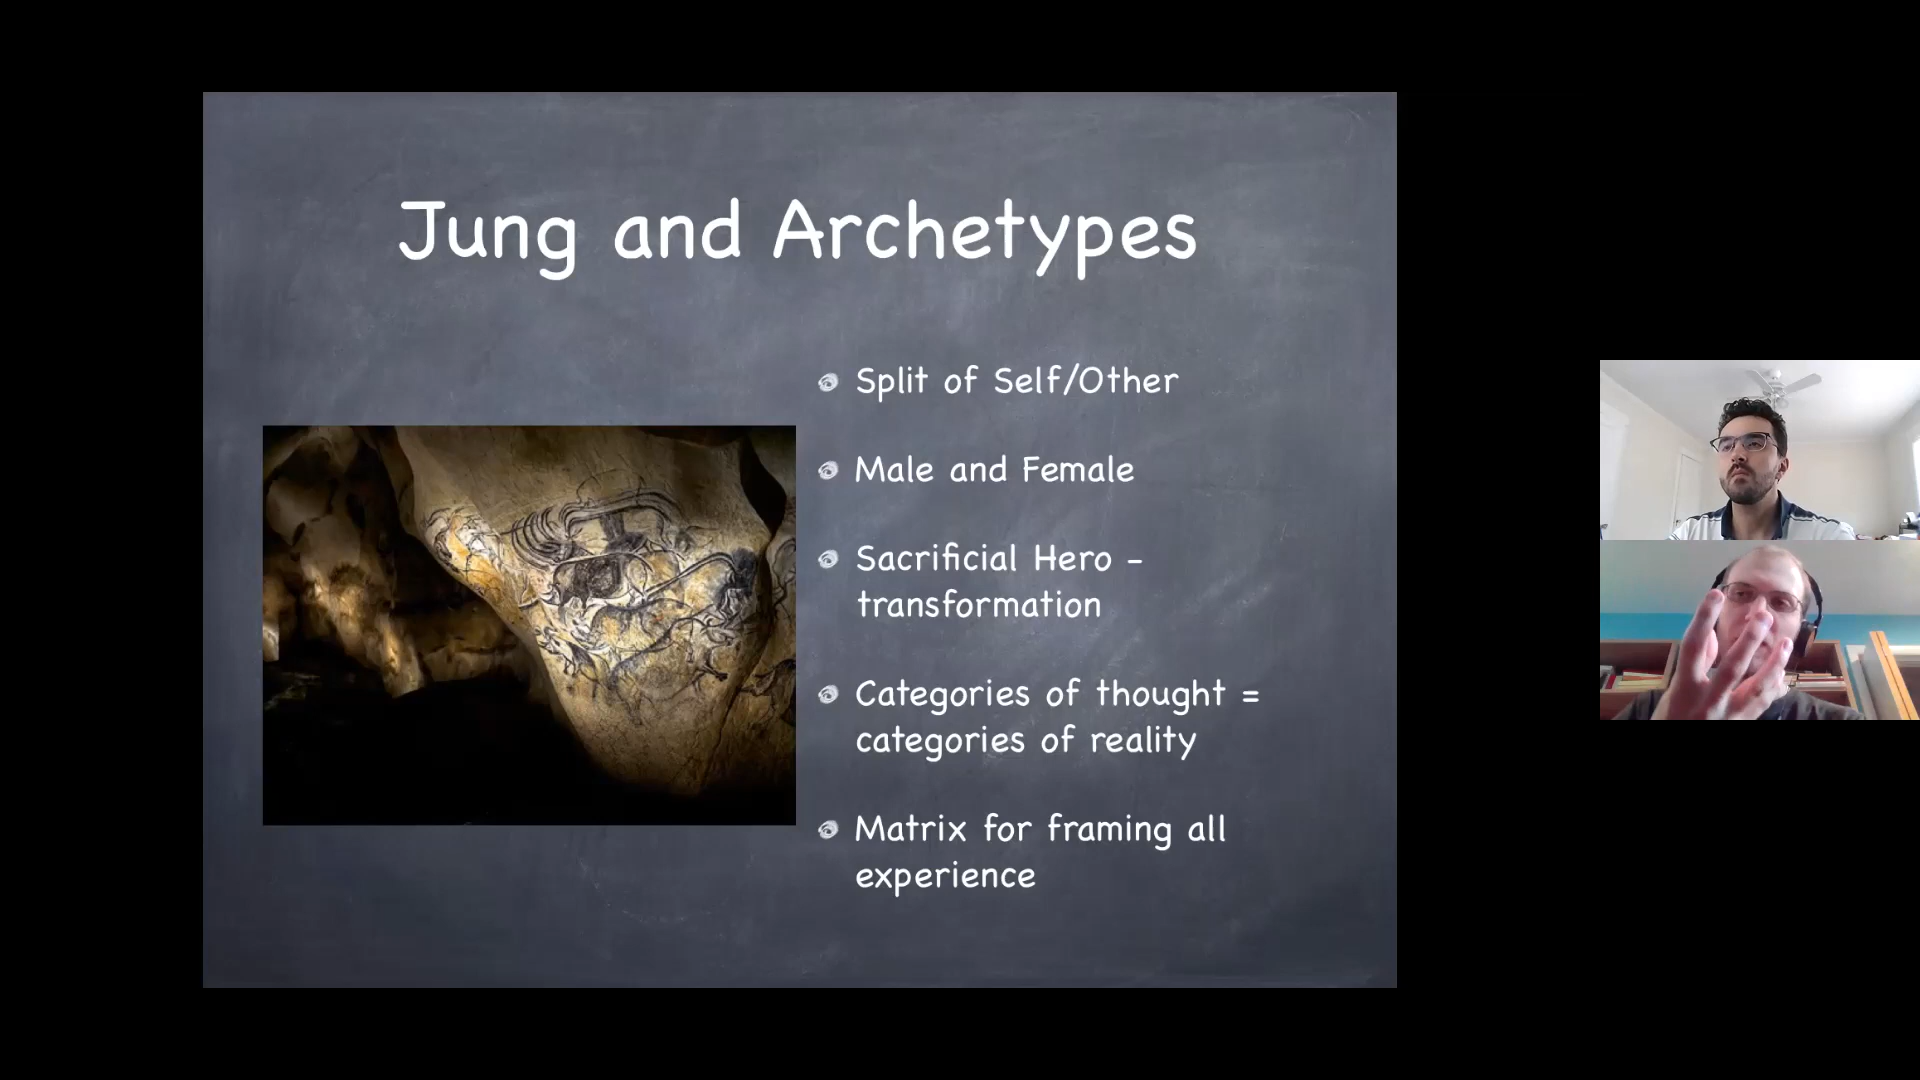 Jung and Archetypes
Split of Self/Other
Male and Female
Sacrificial Hero -
transformation
Categories of thought =
categories of reality
Matrix for framing all
experience